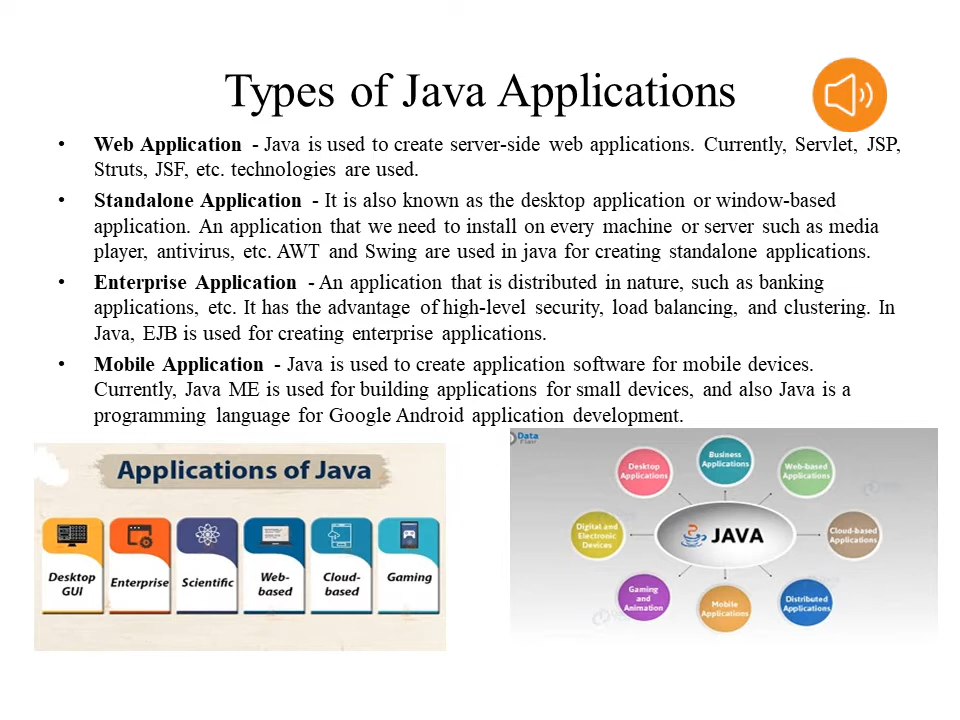 Types of Java Applications
• Web Application - Java is used to create server-side web applications. Currently, Servlet, JSP,
Struts, JSF, etc. technologies are used.
• Standalone Application - It is also known as the desktop application or window-based
application. An application that we need to install on every machine or server such as media
player, antivirus, etc. AWT and Swing are used in java for creating standalone applications.
• Enterprise Application - An application that is distributed in nature, such as banking
applications, etc. It has the advantage of high-level security, load balancing, and clustering. In
Java, EJB is used for creating enterprise applications.
• Mobile Application - Java is used to create application software for mobile devices.
Currently, Java ME is used for building applications for small devices, and also Java is a
programming language for Google Android application development.
Applications of Java
Desktop
GUI
Enterprise
Scientific
Web-
based
Cloud-
based
Gaming
Data
Flair
Business
Applications
Desktop
Applications
Web-based
Applications
Digital and
Electronic
Devices
JAVA
Cloud-based
Applications
Gaming
and
Animation
Mobile
Applications
Distributed
Applications